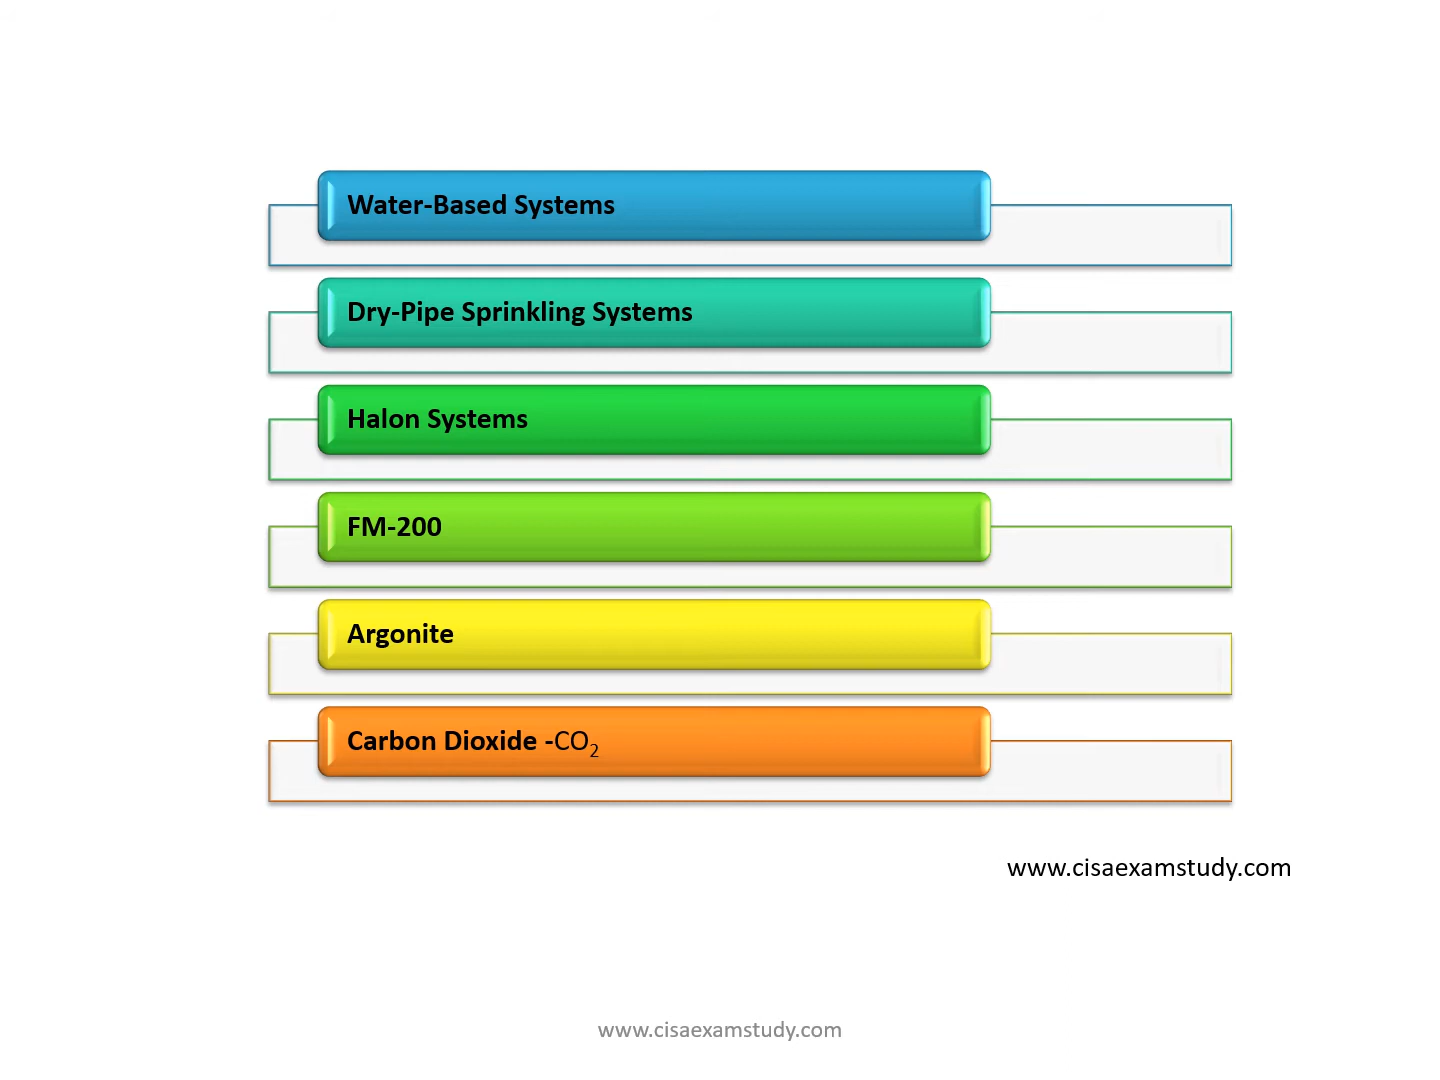 Water-Based Systems
Dry-Pipe Sprinkling Systems
Halon Systems
FM-200
Argonite
Carbon Dioxide -CO₂
www.cisaexamstudy.com
www.cisaexamstudy.com